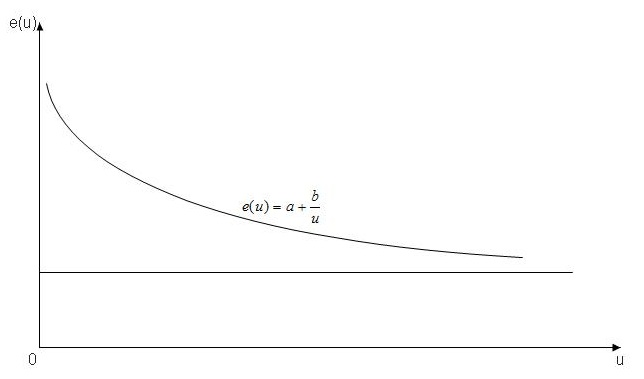 e(u)
e(u) = a + b/u
0
u